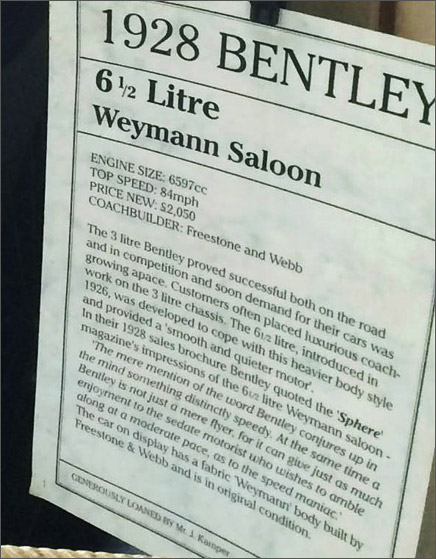 1928 BENTLEY
6 1/2 Litre
Weymann Saloon
ENGINE SIZE: 6597cc
TOP SPEED: 84mph
PRICE NEW: £2,050
COACHBUILDER: Freestone and Webb
The 3 litre Bentley proved successful both on the road
and in competition and soon demand for their cars was
growing apace. Customers often placed luxurious coach-
work on the 3 litre chassis. The 6 1/2 litre, introduced in
1926, was developed to cope with this heavier body style
and provided a 'smooth and quieter motor'.
In their 1928 sales brochure Bentley quoted the 'Sphere'
magazine's impressions of the 6 1/2 litre Weymann saloon -
'The mere mention of the word Bentley conjures up in
the mind something distinctly speedy. At the same time a
Bentley is not just a mere flyer, for it can give just as much
enjoyment to the sedate motorist who wishes to amble
along at a moderate pace, as to the speed maniac.'
The car on display has a fabric 'Weymann' body built by
Freestone & Webb and is in original condition.
GENEROUSLY LOANED BY Mr. J. Kamper